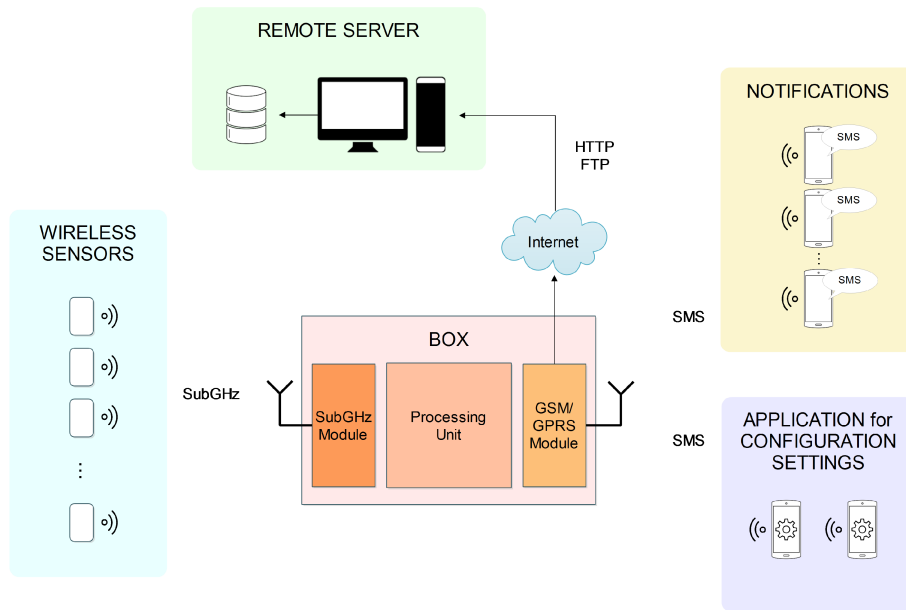 REMOTE SERVER
NOTIFICATIONS
SMS
SMS
SMS
HTTP
FTP
Internet
WIRELESS
SENSORS
SubGHz
BOX
SubGHz
Module
Processing
Unit
GSM/
GPRS
Module
SMS
SMS
APPLICATION for
CONFIGURATION
SETTINGS